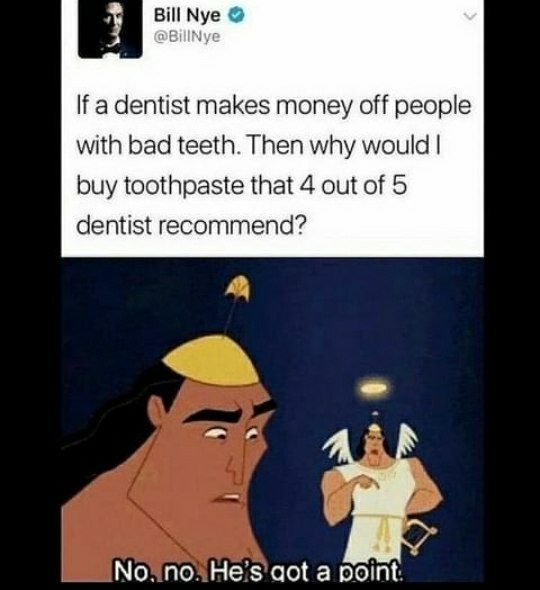 Bill Nye
@BillNye
If a dentist makes money off people
with bad teeth. Then why would I
buy toothpaste that 4 out of 5
dentist recommend?
No, no. He's got a point.